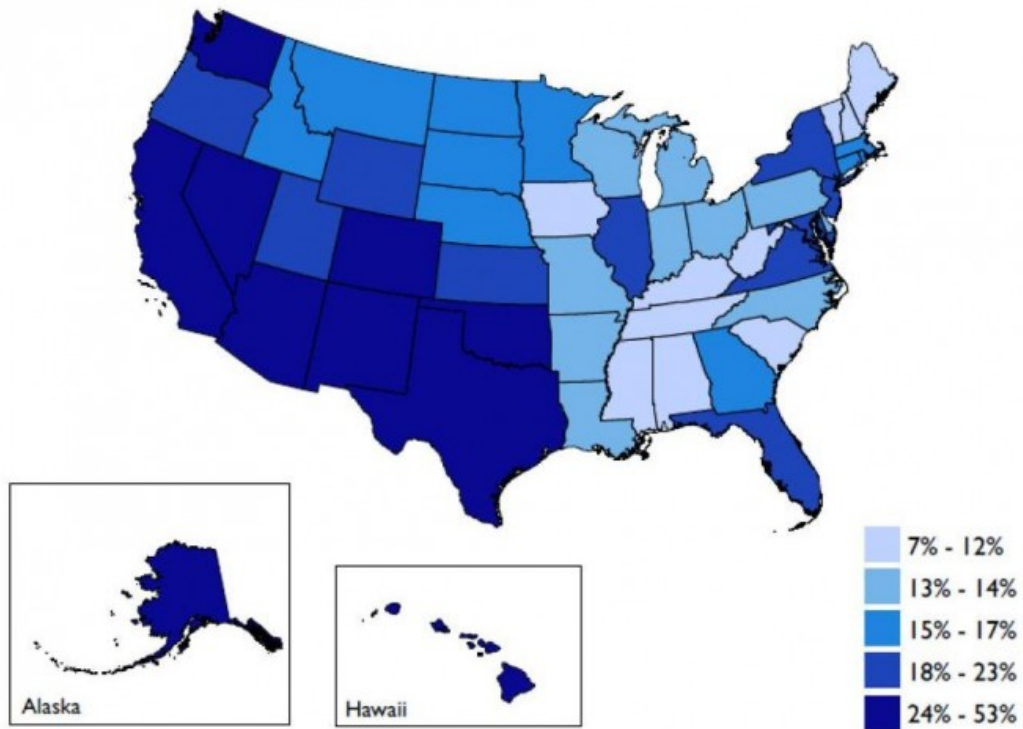 7% - 12%
13% - 14%
15% - 17%
18% - 23%
24% - 53%
Alaska
Hawaii